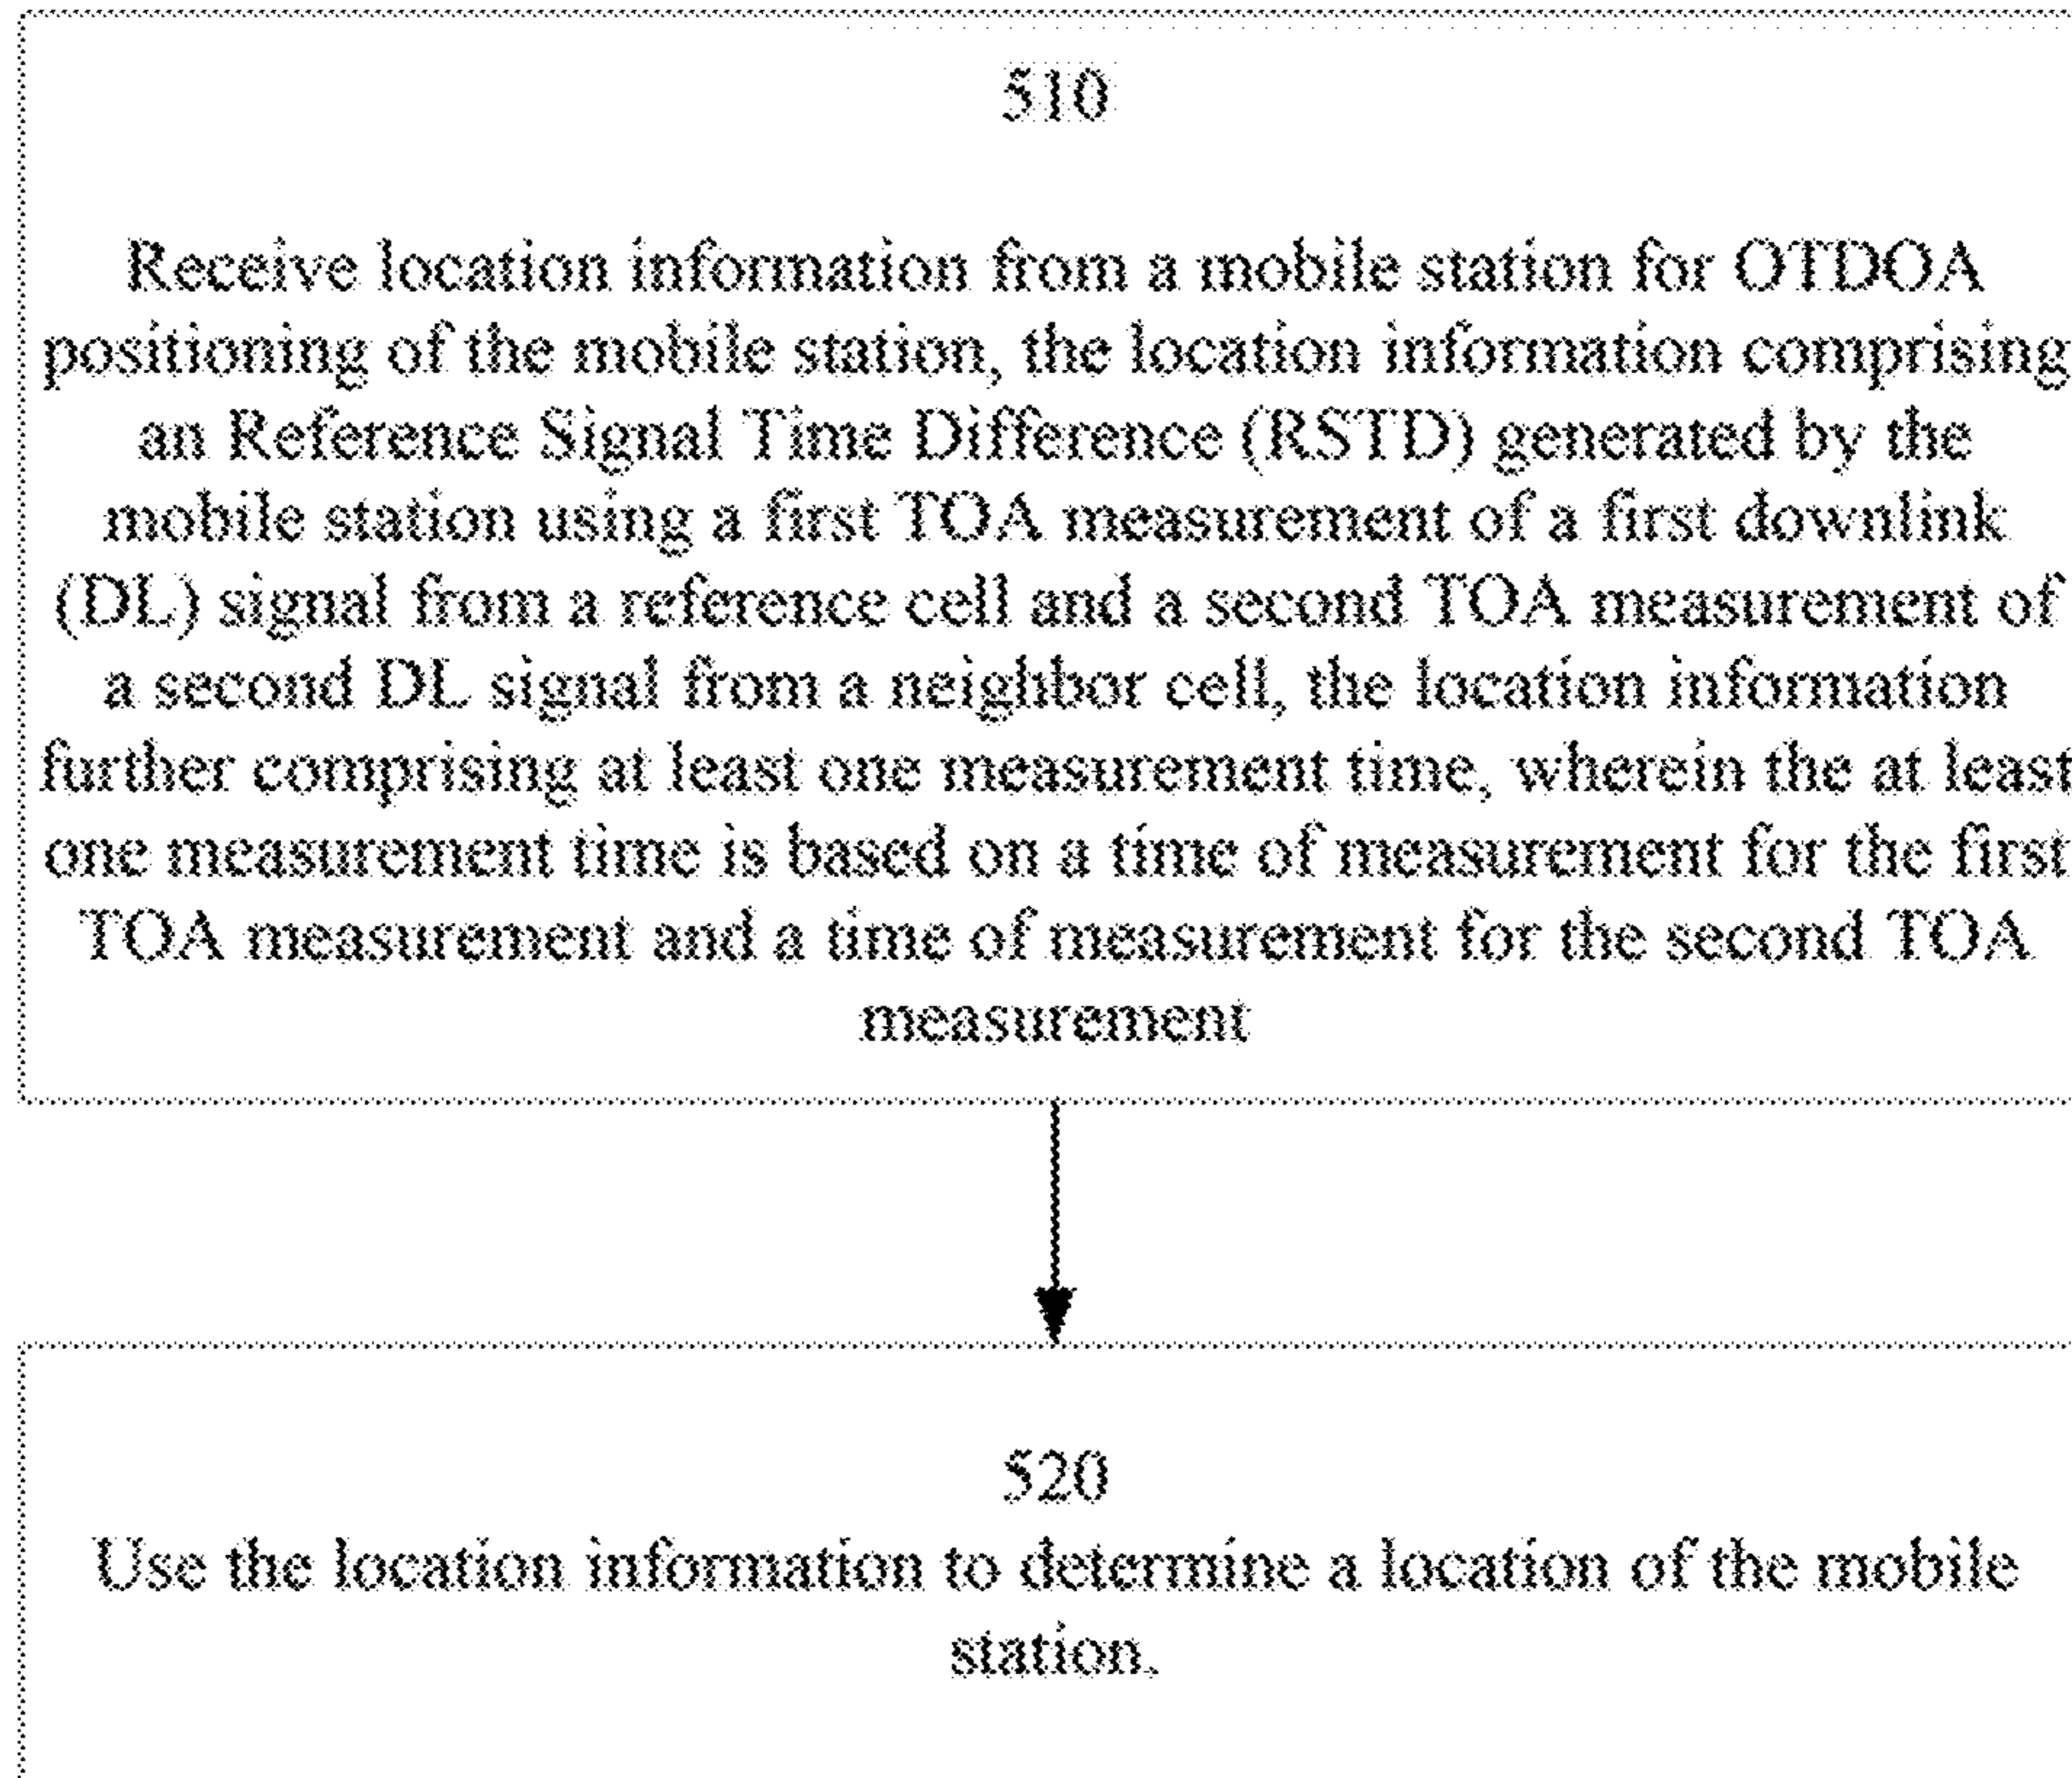 510
Receive location information from a mobile station for OTDOA
positioning of the mobile station, the location information comprising
an Reference Signal Time Difference (RSTD) generated by the
mobile station using a first TOA measurement of a first downlink
(DL) signal from a reference cell and a second TOA measurement of
a second DL signal from a neighbor cell, the location information
further comprising at least one measurement time, wherein the at least
one measurement time is based on a time of measurement for the first
TOA measurement and a time of measurement for the second TOA
measurement
520
Use the location information to determine a location of the mobile
station.